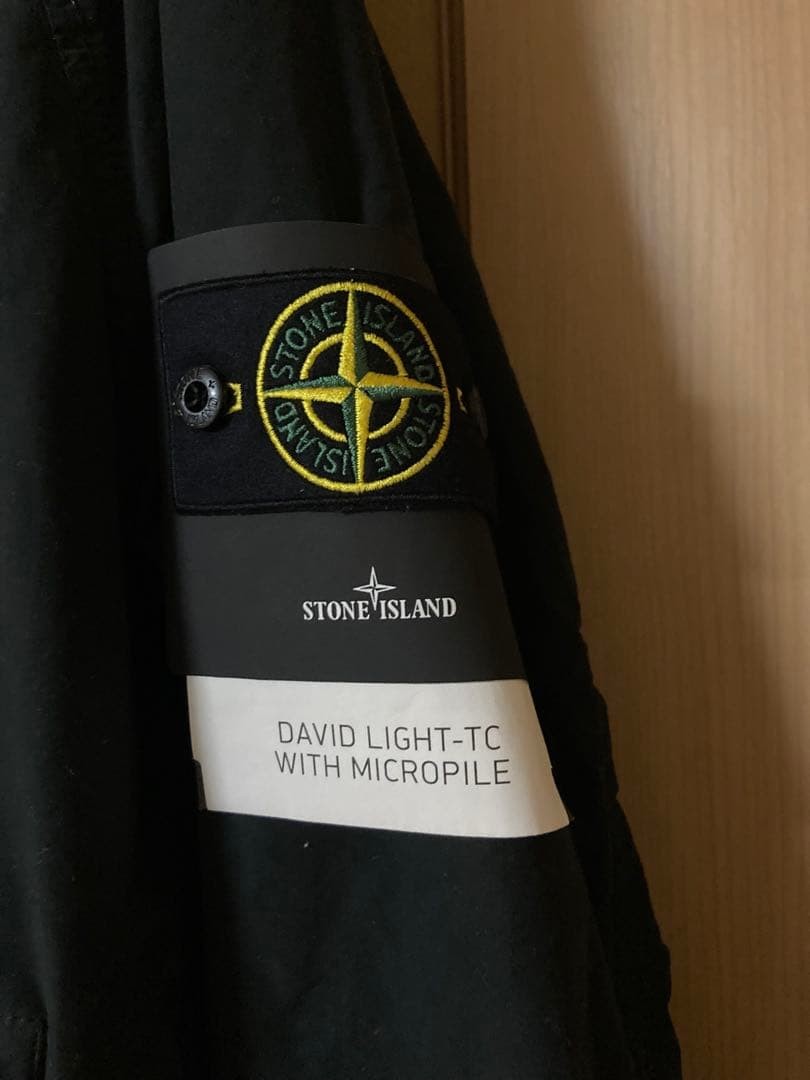 STONE ISLAND
STONE ISLAND
STONE ISLAND
DAVID LIGHT-TC
WITH MICROPILE